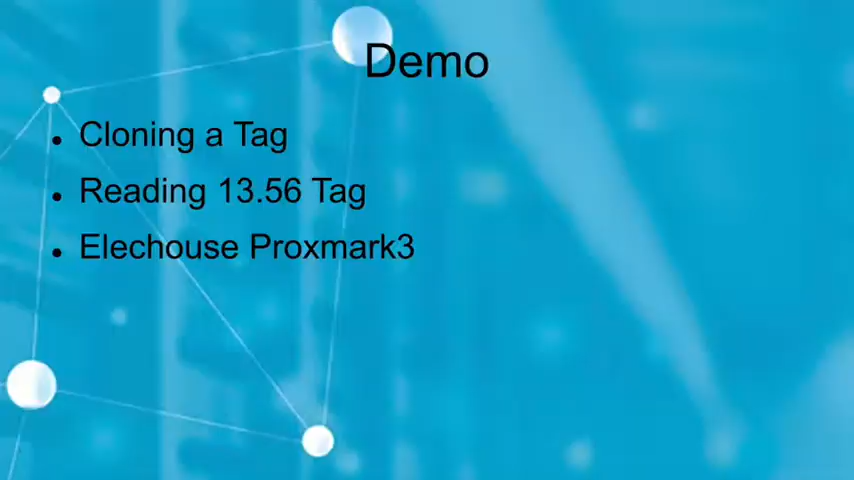 Demo
Cloning a Tag
Reading 13.56 Tag
Elechouse Proxmark3